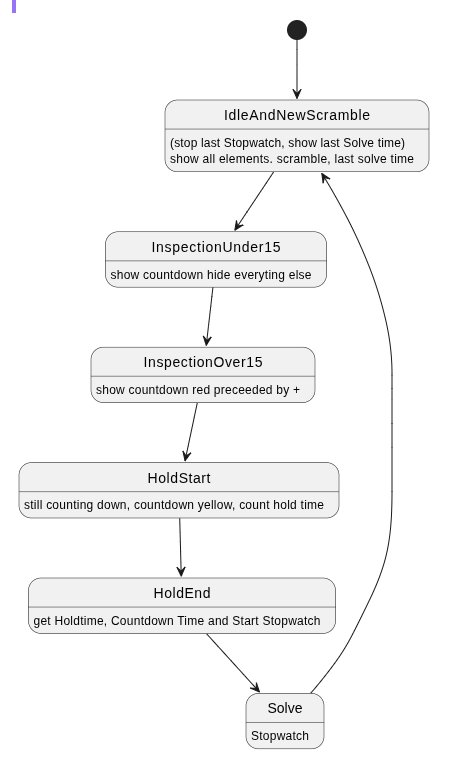 IdleAndNewScramble
(stop last Stopwatch, show last Solve time)
show all elements. scramble, last solve time
InspectionUnder15
show countdown hide everyting else
InspectionOver15
show countdown red preceeded by +
HoldStart
still counting down, countdown yellow, count hold time
HoldEnd
get Holdtime, Countdown Time and Start Stopwatch
Solve
Stopwatch